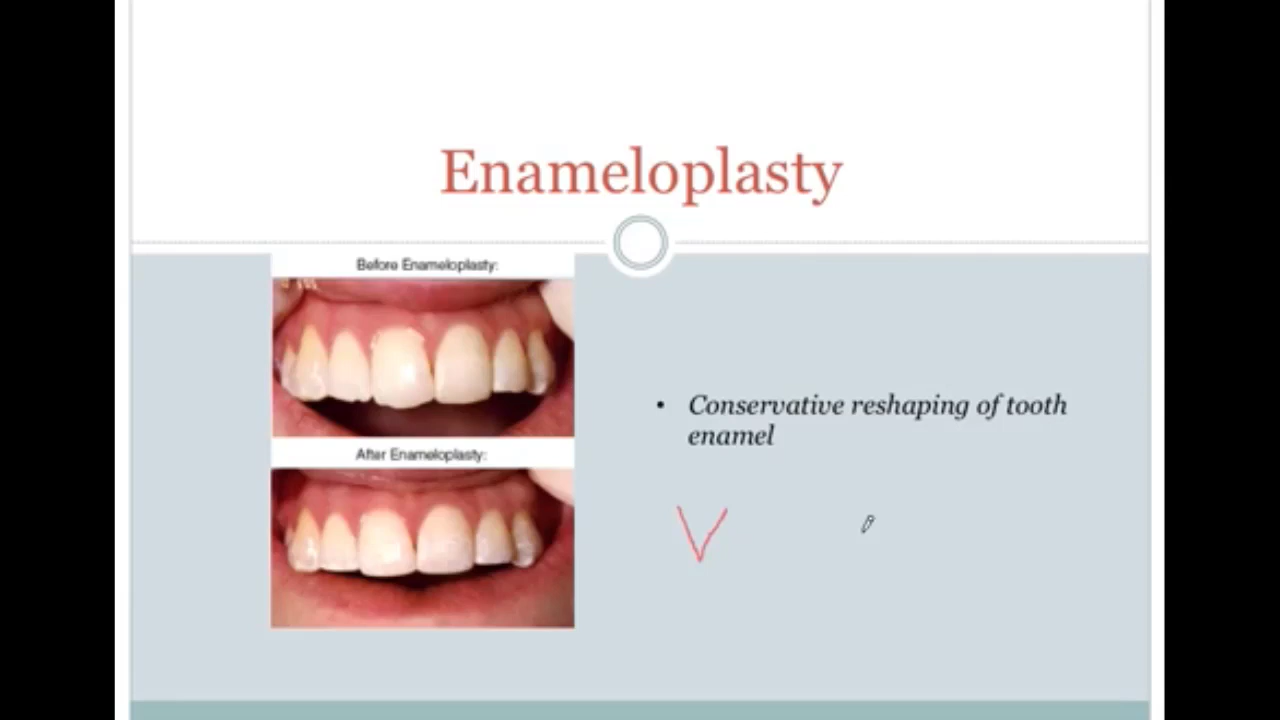 Enameloplasty
Before Enameloplasty:
After Enameloplasty:
• Conservative reshaping of tooth
enamel